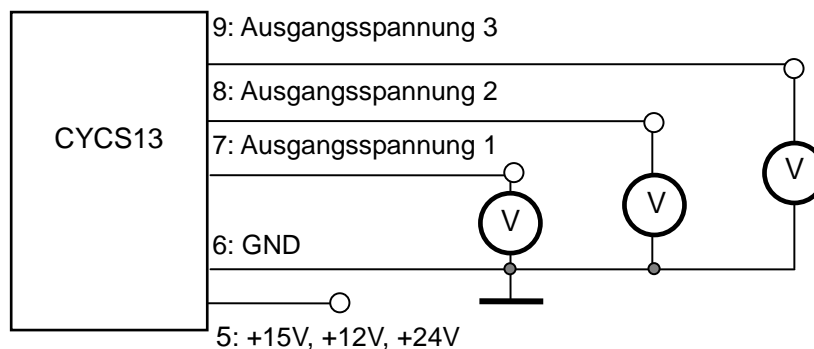 9: Ausgangsspannung 3
8: Ausgangsspannung 2
CYCS13
7: Ausgangsspannung 1
V
V
V
6: GND
5: +15V, +12V, +24V